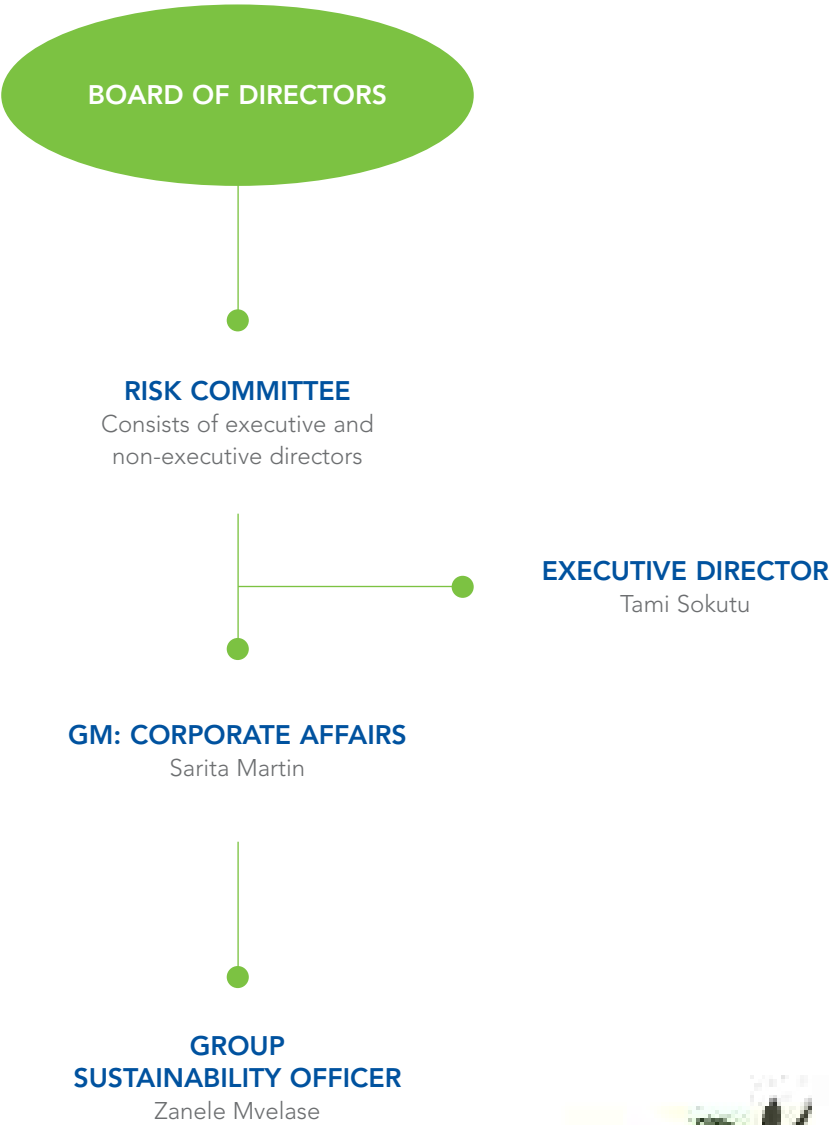 BOARD OF DIRECTORS
RISK COMMITTEE
Consists of executive and
non-executive directors
EXECUTIVE DIRECTOR
Tami Sokutu
GM: CORPORATE AFFAIRS
Sarita Martin
GROUP
SUSTAINABILITY OFFICER
Zanele Mvelase